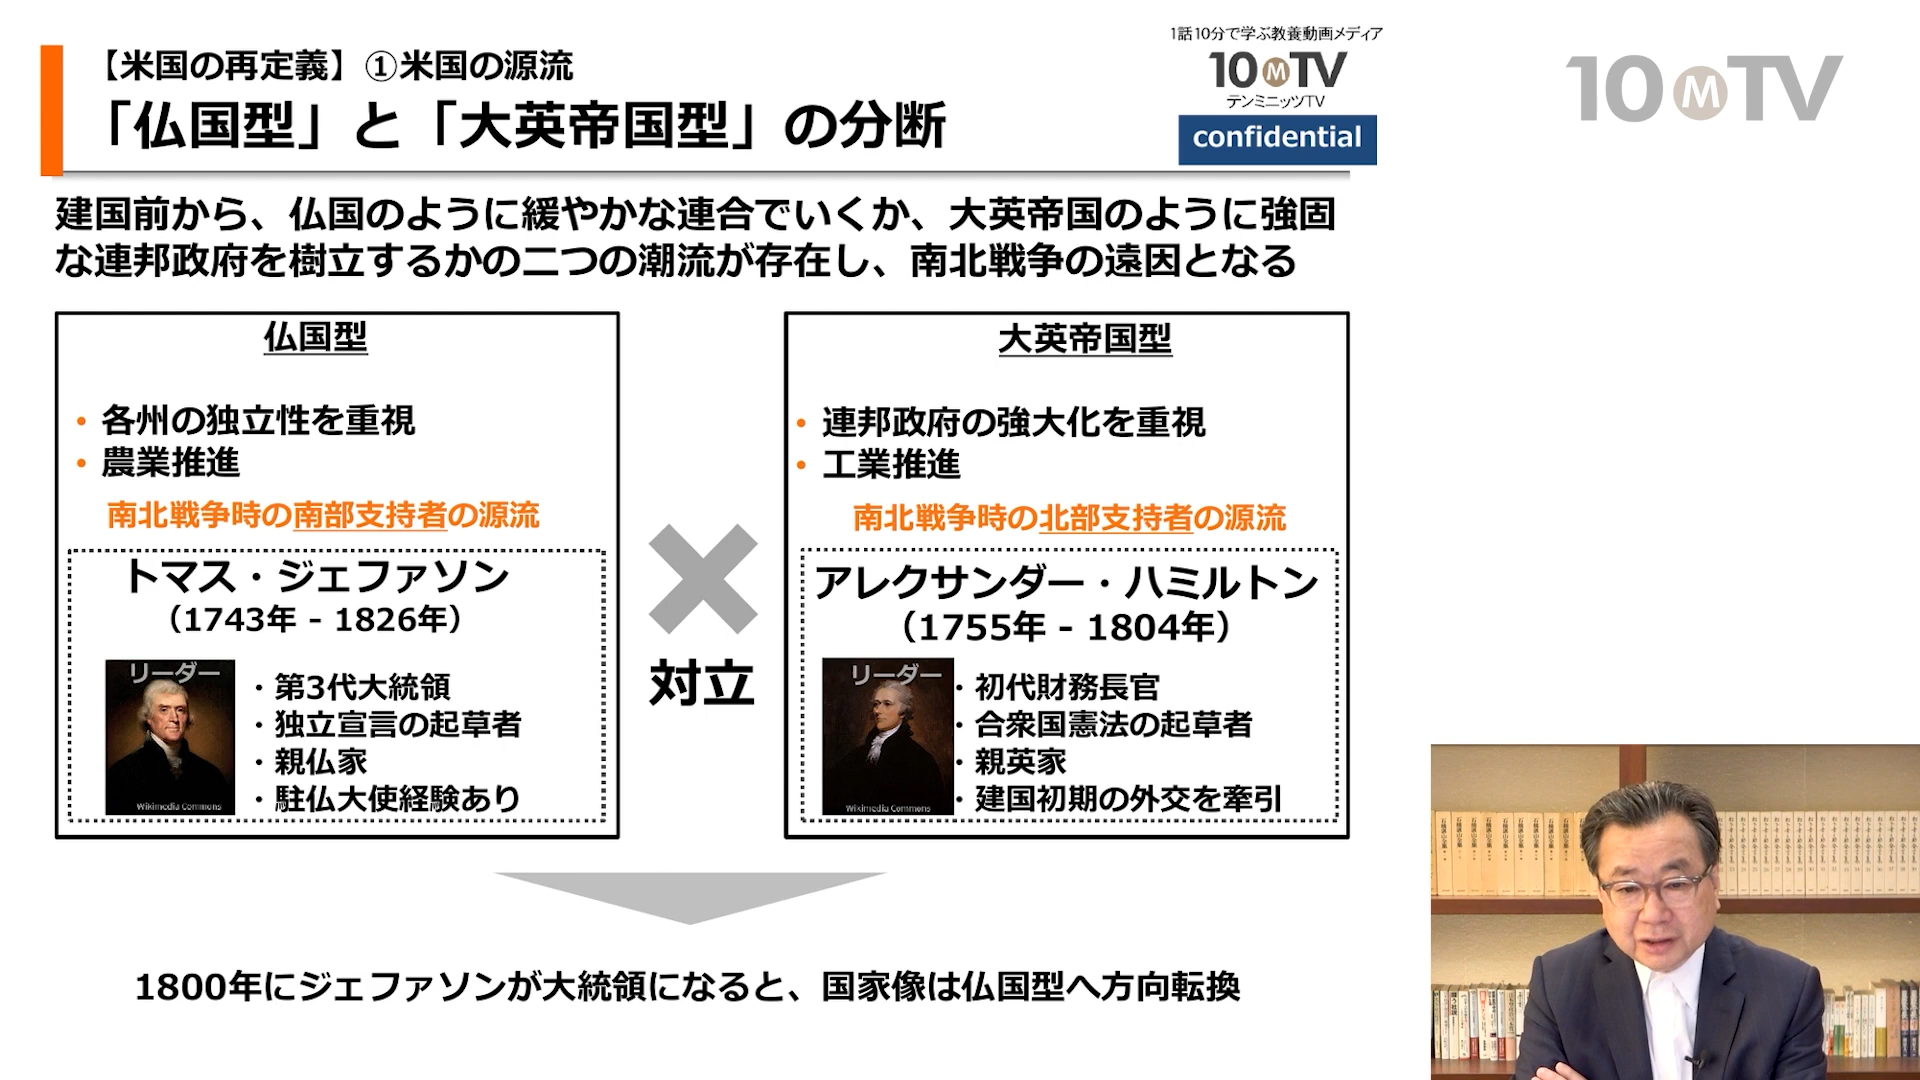 【米国の再定義】①米国の源流
「仏国型」と「大英帝国型」の分断
1話10分で学ぶ教養動画メディア
10MTV
テンミニッツTV
confidential
10MTV
建国前から、仏国のように緩やかな連合でいくか、大英帝国のように強固
な連邦政府を樹立するかの二つの潮流が存在し、南北戦争の遠因となる
仏国型
・各州の独立性を重視
・農業推進
南北戦争時の南部支持者の源流
トマス・ジェファソン
（1743年 - 1826年）
リーダー
Wikimedia Commons
・第3代大統領
・独立宣言の起草者
・親仏家
・駐仏大使経験あり
対立
大英帝国型
・連邦政府の強大化を重視
・工業推進
南北戦争時の北部支持者の源流
アレクサンダー・ハミルトン
（1755年 - 1804年）
リーダー
Wikimedia Commons
・初代財務長官
・合衆国憲法の起草者
・親英家
・建国初期の外交を牽引
1800年にジェファソンが大統領になると、国家像は仏国型へ方向転換